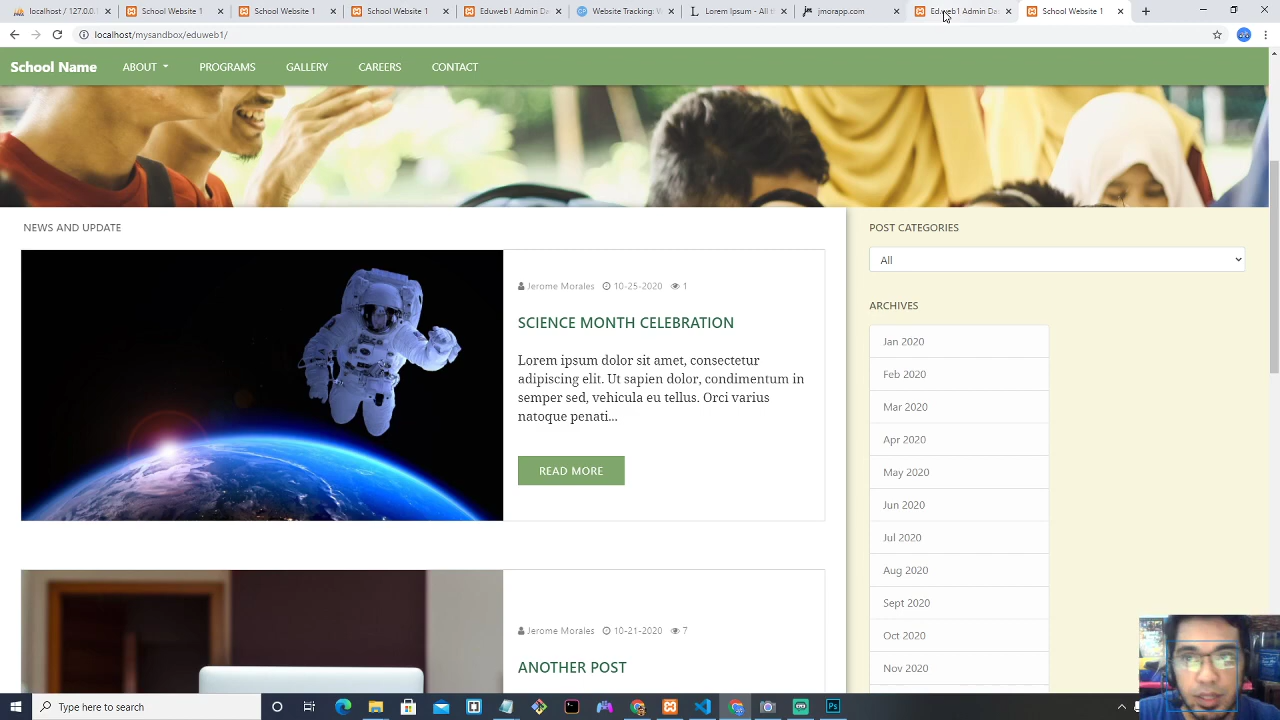 localhost / 127.0.0.1
School Website 1
School Website 1
School Website 1
Eduweb1 Admin Das
Website Tracking: W
Lorem Ipsum - All t
jmorapp.com
Eduweb1 Admin Das
School Website 1
localhost/mysandbox/eduweb1/
School Name
ABOUT
PROGRAMS
GALLERY
CAREERS
CONTACT
NEWS AND UPDATE
Jerome Morales 10-25-2020 1
SCIENCE MONTH CELEBRATION
Lorem ipsum dolor sit amet, consectetur
adipiscing elit. Ut sapien dolor, condimentum in
semper sed, vehicula eu tellus. Orci varius
natoque penati...
READ MORE
Jerome Morales 10-21-2020 7
ANOTHER POST
POST CATEGORIES
All
ARCHIVES
Jan 2020
Feb 2020
Mar 2020
Apr 2020
May 2020
Jun 2020
Jul 2020
Aug 2020
Sept 2020
Oct 2020
Nov 2020
Type here to search